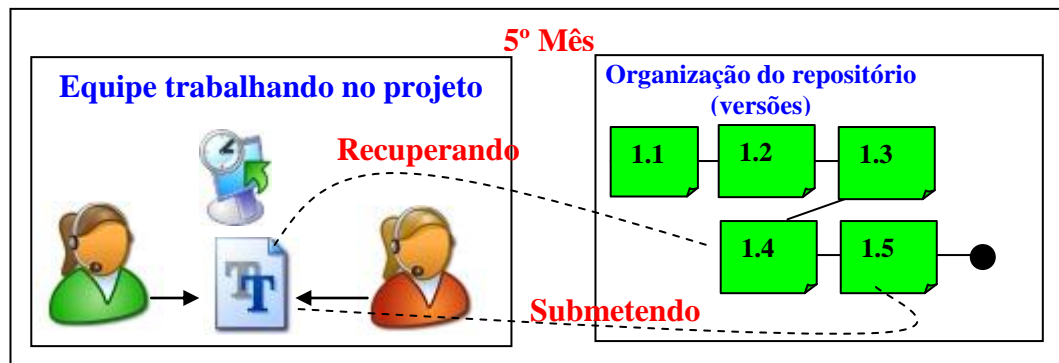 5º Mês
Equipe trabalhando no projeto
Organização do repositório
(versões)
Recuperando
1.1
1.2
1.3
1.4
1.5
Submetendo
TT